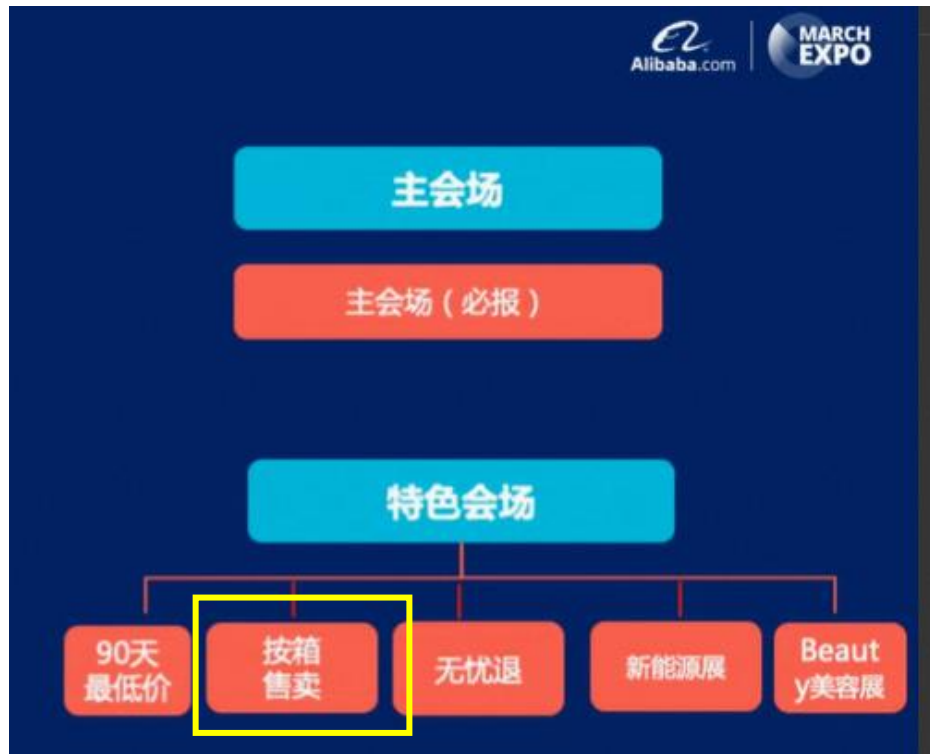 Alibaba.com
MARCH
EXPO
主会场
主会场（必报）
特色会场
90天
最低价
按箱
售卖
无忧退
新能源展
Beaut
y美容展